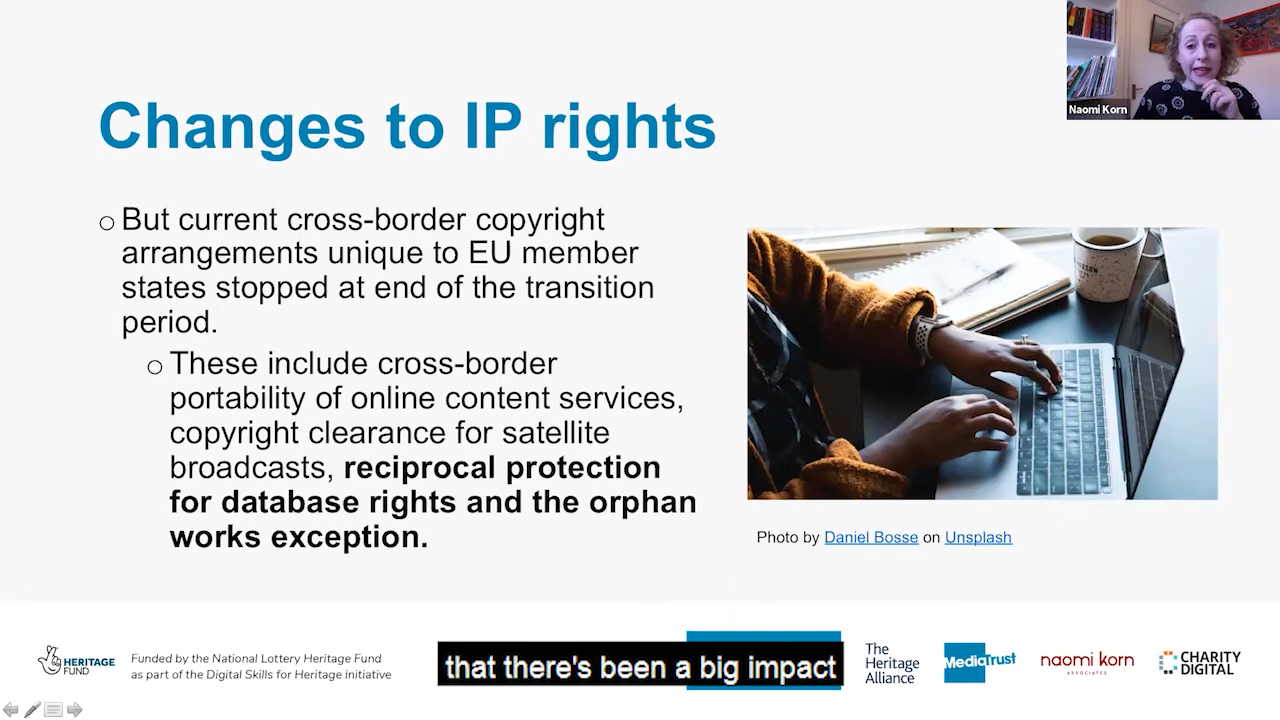 Naomi Korn
Changes to IP rights
o But current cross-border copyright
arrangements unique to EU member
states stopped at end of the transition
period.
o These include cross-border
portability of online content services,
copyright clearance for satellite
broadcasts, reciprocal protection
for database rights and the orphan
works exception.
Photo by Daniel Bosse on Unsplash
HERITAGE
FUND
Funded by the National Lottery Heritage Fund
as part of the Digital Skills for Heritage initiative
that there's been a big impact
The
Heritage
Alliance
MediaTrust
naomi korn
ASSOCIATES
CHARITY
DIGITAL